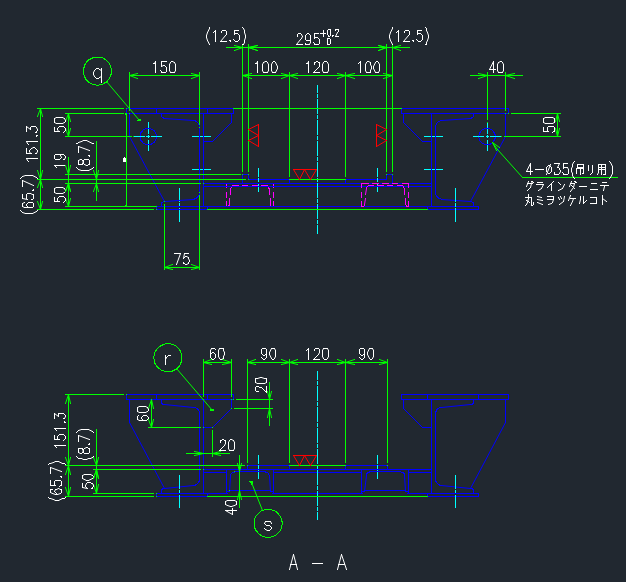 (12.5) 295+0.2 0 (12.5)
q 150 100 120 100 40
50 50
151.3
19 (8.7)
4-ø35(吊り用)
グラインダーニテ
丸ミヲツケルコト
(65.7) 50
75
r 60 90 120 90
20
60
151.3
(8.7) 20
(65.7) 50 40
s
A - A